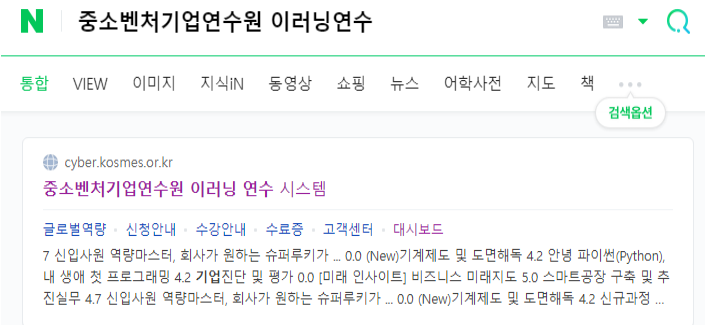 N 중소벤처기업연수원 이러닝연수
통합 VIEW 이미지 지식iN 동영상 쇼핑 뉴스 어학사전 지도 책
검색옵션
cyber.kosmes.or.kr
중소벤처기업연수원 이러닝 연수 시스템
글로벌역량 · 신청안내 · 수강안내 · 수료증 · 고객센터 · 대시보드
7 신입사원 역량마스터, 회사가 원하는 슈퍼루키가 ... 0.0 (New)기계제도 및 도면해독 4.2 안녕 파이썬(Python),
내 생애 첫 프로그래밍 4.2 기업진단 및 평가 0.0 [미래 인사이트] 비즈니스 미래지도 5.0 스마트공장 구축 및 추
진실무 4.7 신입사원 역량마스터, 회사가 원하는 슈퍼루키가 ... 0.0 (New)기계제도 및 도면해독 4.2 신규과정 ...